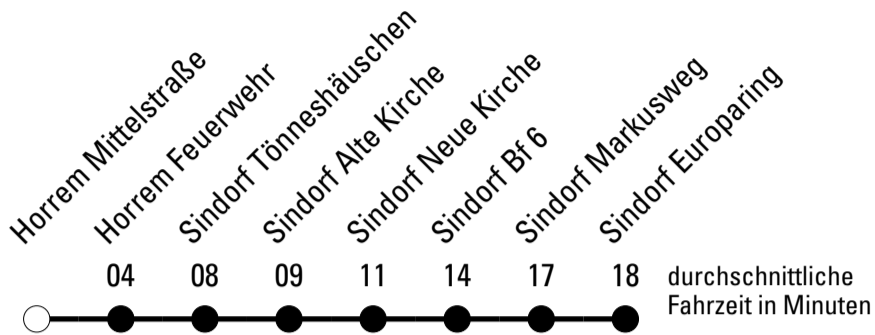 Horrem Mittelstraße
Horrem Feuerwehr
Sindorf Tönneshäuschen
Sindorf Alte Kirche
Sindorf Neue Kirche
Sindorf Bf 6
Sindorf Markusweg
Sindorf Europaring
04 08 09 11 14 17 18
durchschnittliche
Fahrzeit in Minuten